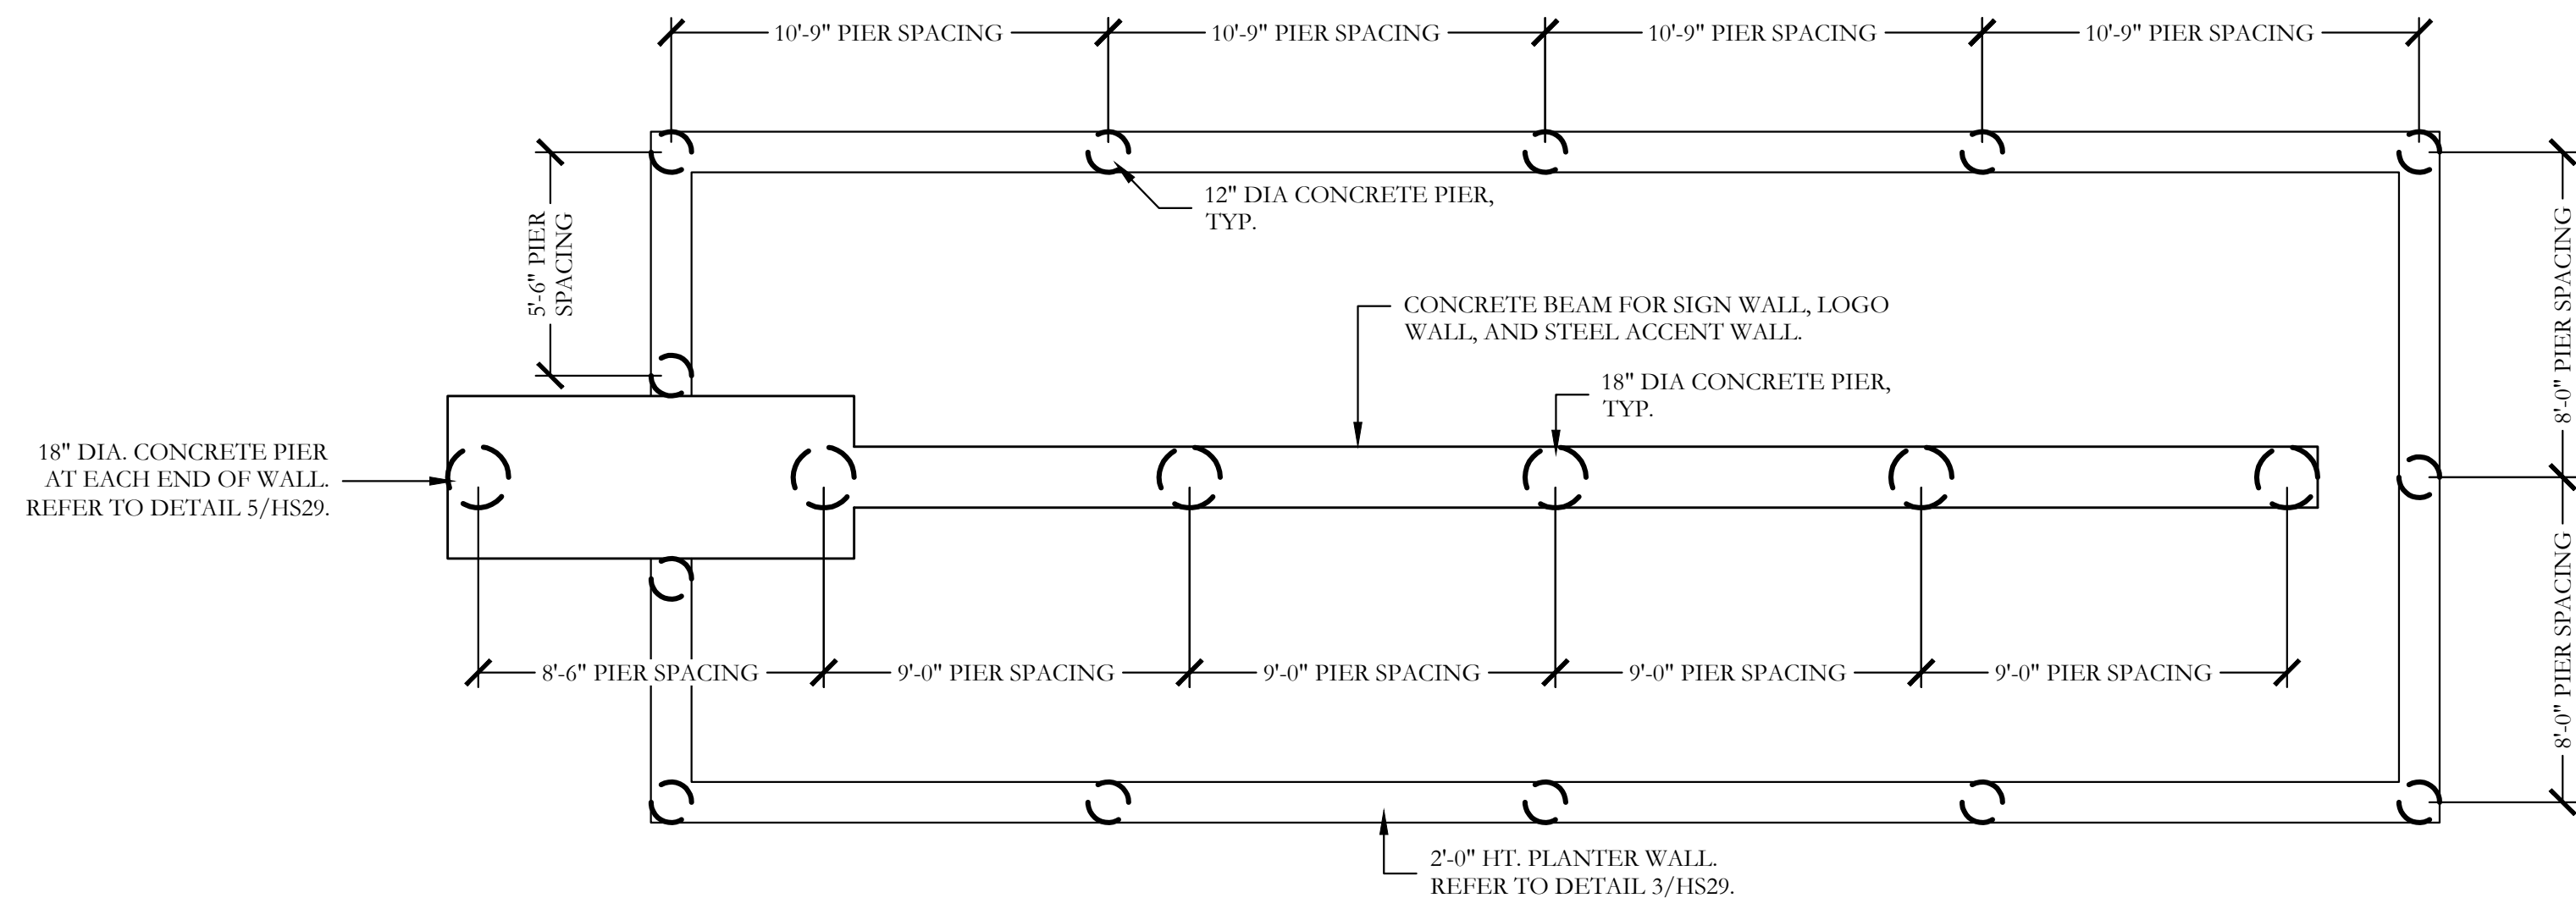 10'-9" PIER SPACING
10'-9" PIER SPACING
10'-9" PIER SPACING
10'-9" PIER SPACING
12" DIA CONCRETE PIER,
TYP.
5'-6" PIER
SPACING
8'-0" PIER SPACING
CONCRETE BEAM FOR SIGN WALL, LOGO
WALL, AND STEEL ACCENT WALL.
18" DIA CONCRETE PIER,
TYP.
18" DIA. CONCRETE PIER
AT EACH END OF WALL.
REFER TO DETAIL 5/HS29.
8'-0" PIER SPACING
8'-6" PIER SPACING
9'-0" PIER SPACING
9'-0" PIER SPACING
9'-0" PIER SPACING
9'-0" PIER SPACING
2'-0" HT. PLANTER WALL.
REFER TO DETAIL 3/HS29.